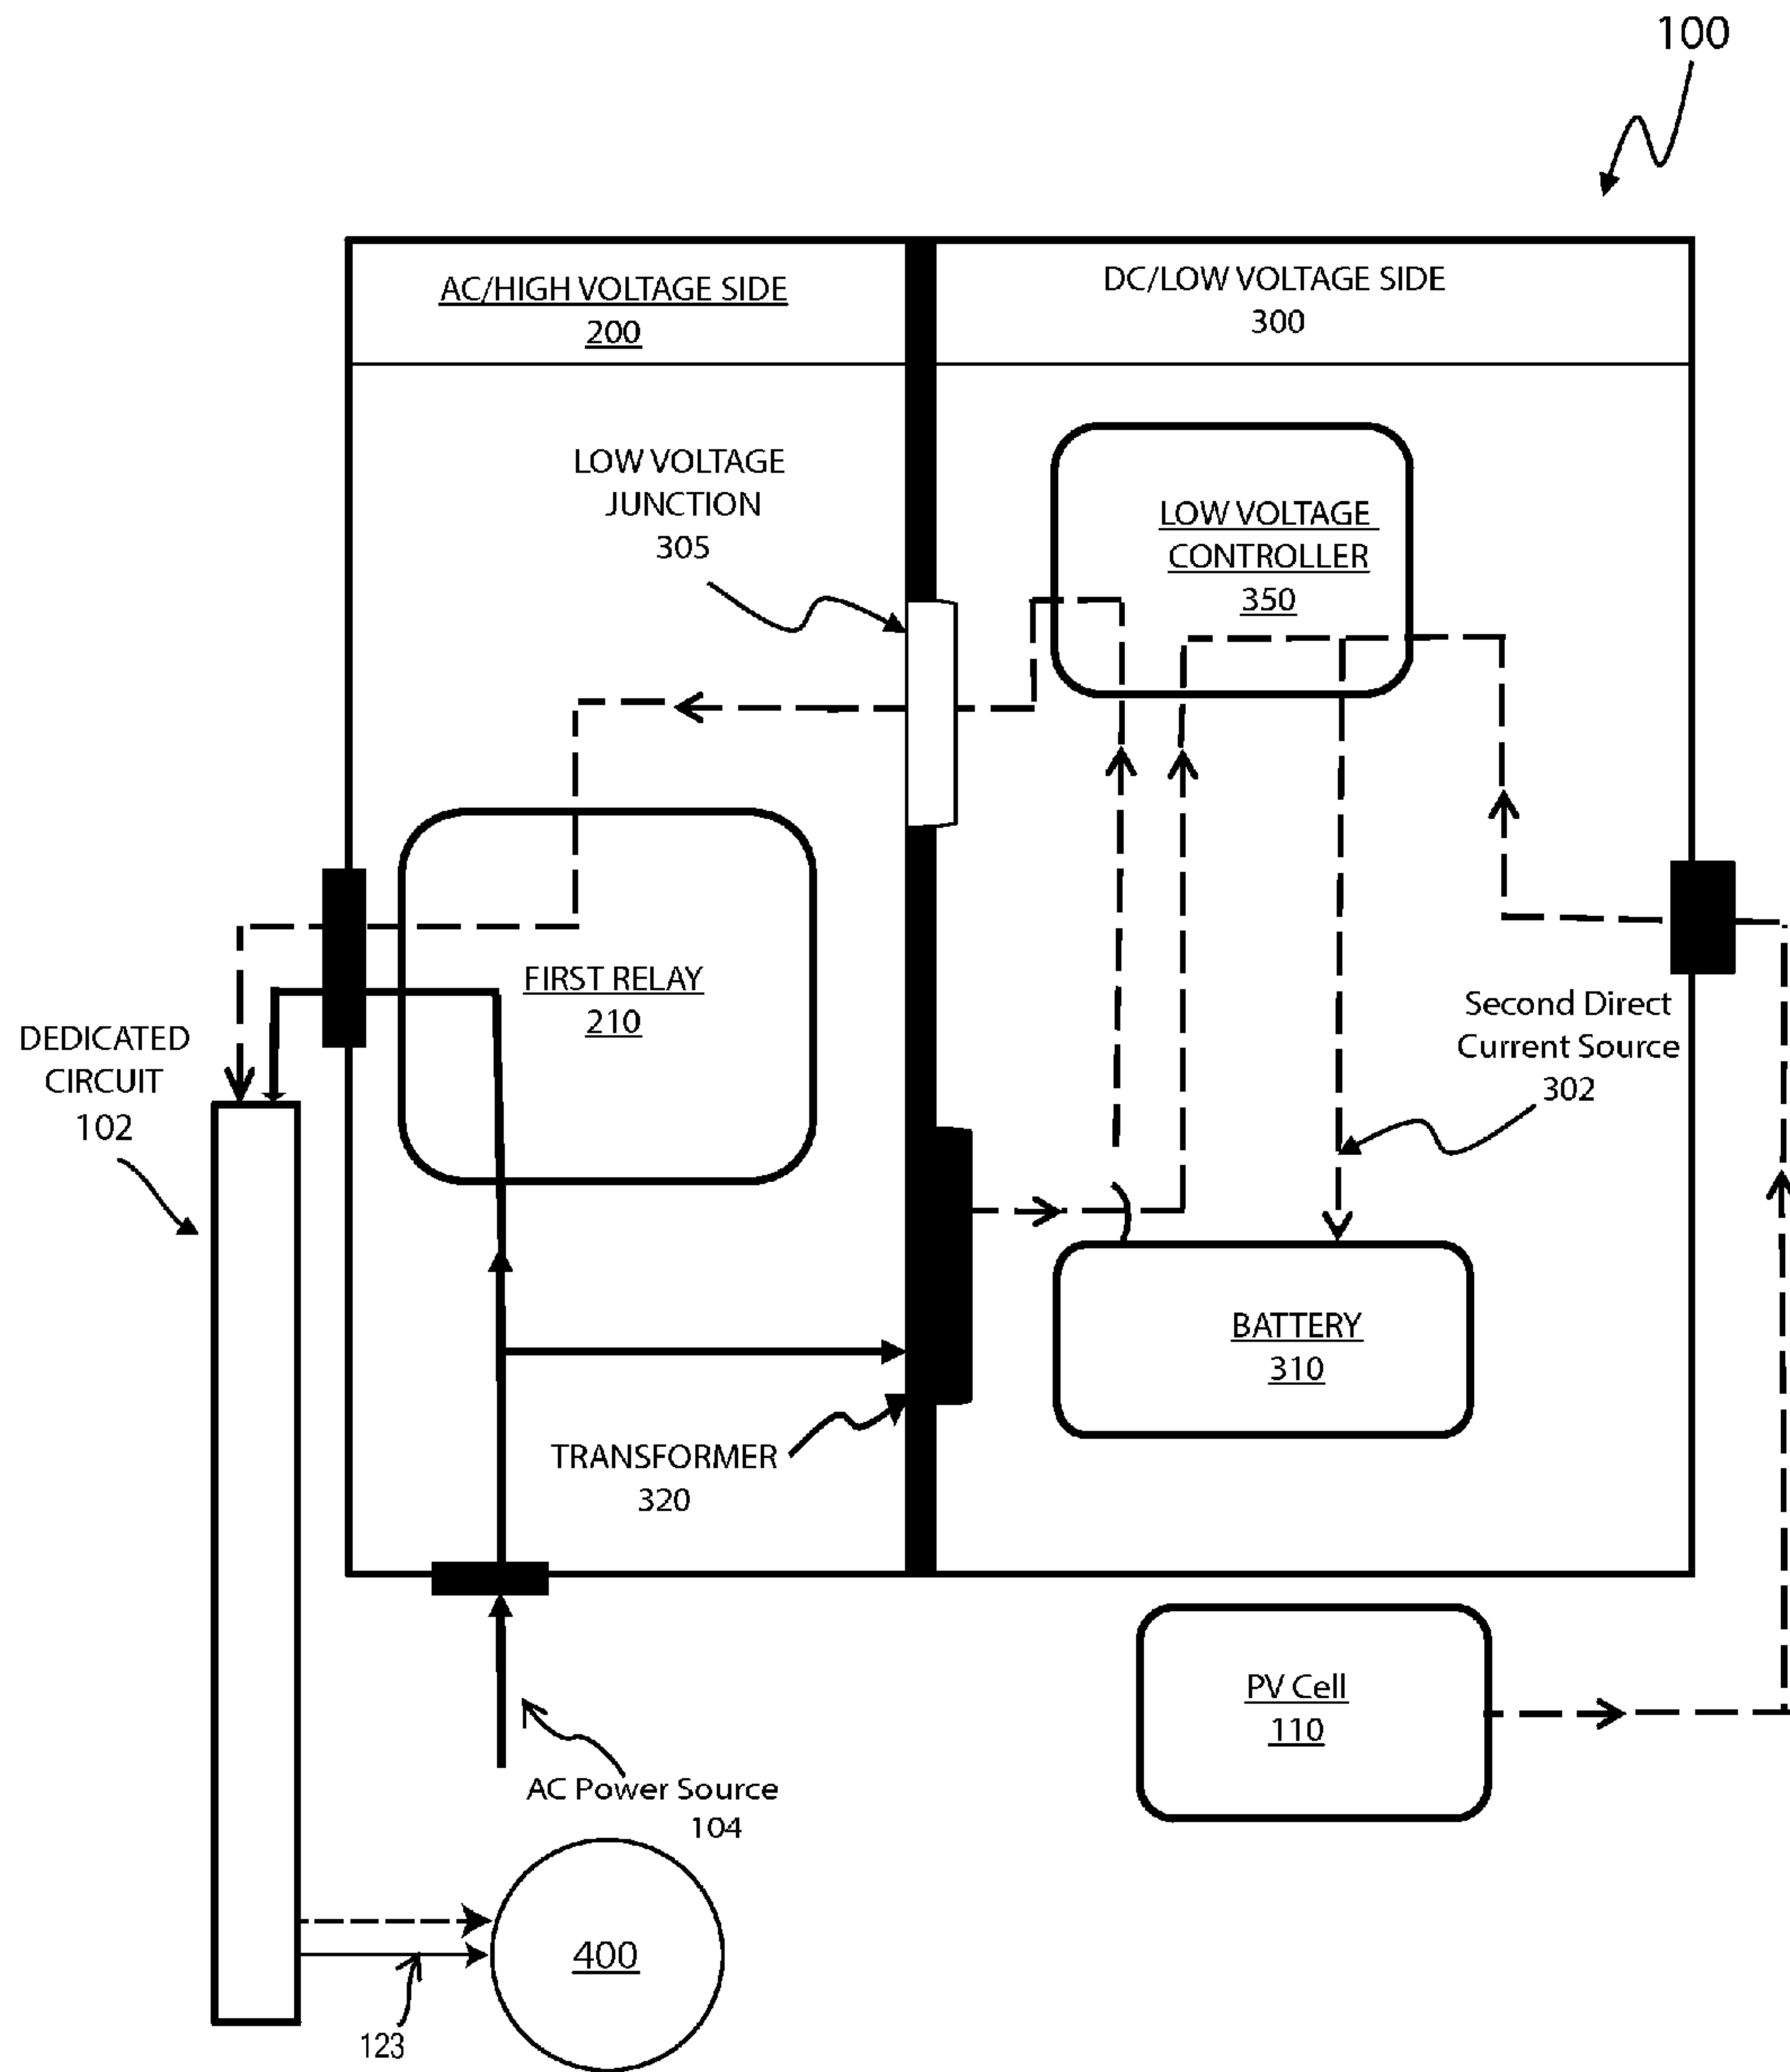 100
AC/HIGH VOLTAGE SIDE
200
DC/LOW VOLTAGE SIDE
300
LOW VOLTAGE
JUNCTION
305
LOW VOLTAGE
CONTROLLER
350
FIRST RELAY
210
DEDICATED
CIRCUIT
102
Second Direct
Current Source
302
BATTERY
310
TRANSFORMER
320
PV Cell
110
AC Power Source
104
400
123